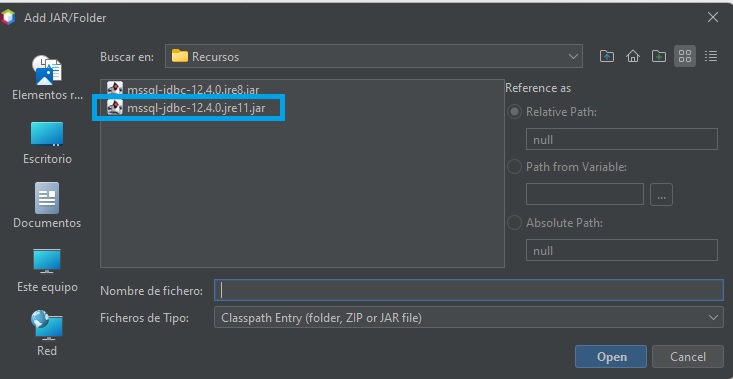 Add JAR/Folder
Buscar en:
Recursos
Elementos r...
Escritorio
Documentos
Este equipo
Red
mssql-jdbc-12.4.0.jre8.jar
mssql-jdbc-12.4.0.jre11.jar
Reference as
Relative Path:
null
Path from Variable:
...
Absolute Path:
null
Nombre de fichero:
Ficheros de Tipo:
Classpath Entry (folder, ZIP or JAR file)
Open
Cancel